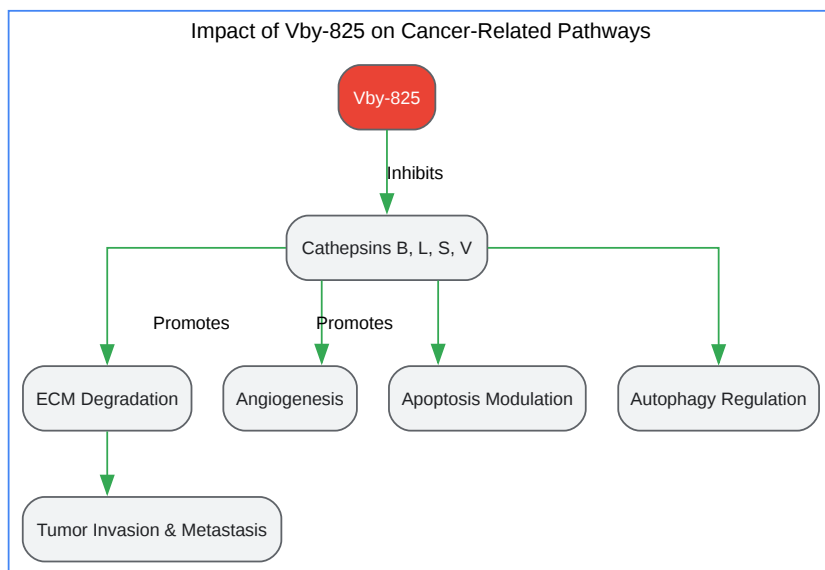 Impact of Vby-825 on Cancer-Related Pathways
Vby-825
Inhibits
Cathepsins B, L, S, V
Promotes
Promotes
ECM Degradation
Angiogenesis
Apoptosis Modulation
Autophagy Regulation
Tumor Invasion & Metastasis